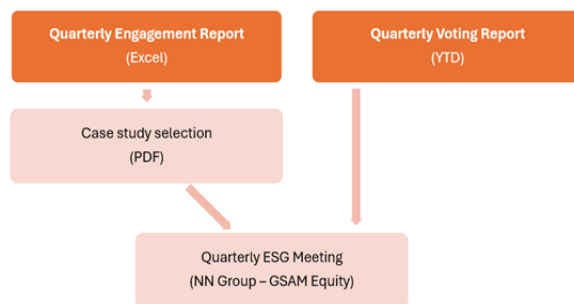 Quarterly Engagement Report
(Excel)
Quarterly Voting Report
(YTD)
Case study selection
(PDF)
Quarterly ESG Meeting
(NN Group – GSAM Equity)